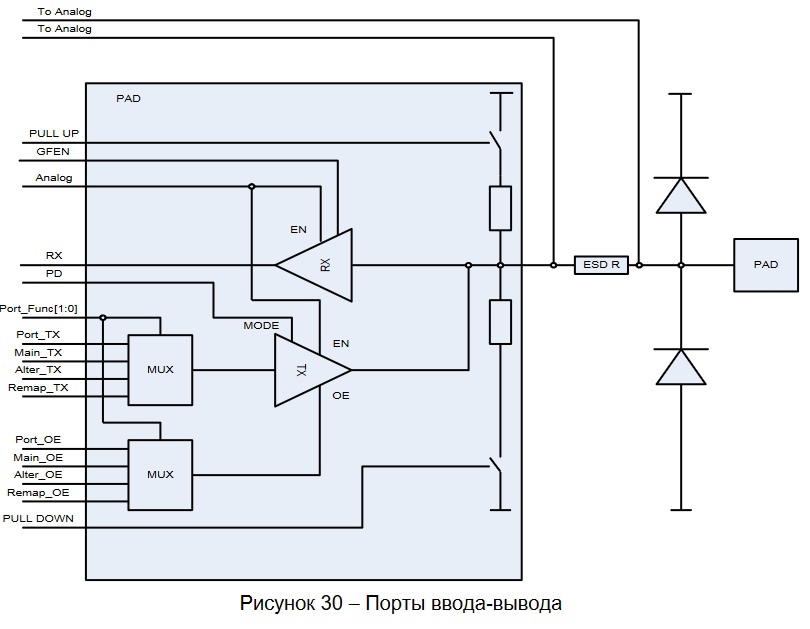 To Analog
To Analog
PAD
PULL UP
GFEN
Analog
EN
RX
RX
PD
ESD R
PAD
Port_Func[1:0]
MODE
Port_TX
EN
Main_TX
MUX
TX
Alter_TX
Remap_TX
OE
Port_OE
Main_OE
MUX
Alter_OE
Remap_OE
PULL DOWN
Рисунок 30 – Порты ввода-вывода